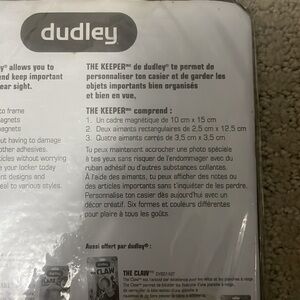 dudley
y® allows you to
end keep important
ear sight.
THE KEEPER™ de dudley® te permet de
personnaliser ton casier et de garder les
objets importants bien organisés
et bien en vue.
to frame
agnets
agnets
THE KEEPER™ comprend :
1. Un cadre magnétique de 10 cm x 15 cm
2. Deux aimants rectangulaires de 2,5 cm x 12,5 cm
3. Quatre aimants carrés de 3,5 cm x 3,5 cm
out having to damage
other adhesives.
ticles without worrying
e your locker today
nt designs and
eal to various styles.
Tu peux maintenant accrocher une photo spéciale
à tes yeux sans risquer de l'endommager avec du
ruban adhésif ou d'autres substances collantes.
À l'aide de aimants, tu peux afficher des notes ou
des articles importants sans t'inquiéter de les perdre.
Personnalise ton casier dès aujourd'hui avec un
décor créatif. Six formes et couleurs différentes
pour plaire à tous les goûts.
Aussi offert par dudley® :
THE CLAW™
CLAW